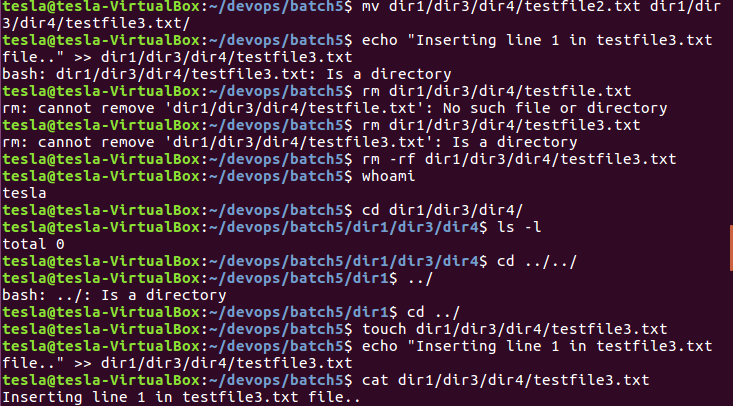 tesla@tesla-VirtualBox:~/devops/batch5$ mv dir1/dir3/dir4/testfile2.txt dir1/dir
3/dir4/testfile3.txt/
tesla@tesla-VirtualBox:~/devops/batch5$ echo "Inserting line 1 in testfile3.txt
file.." >> dir1/dir3/dir4/testfile3.txt
bash: dir1/dir3/dir4/testfile3.txt: Is a directory
tesla@tesla-VirtualBox:~/devops/batch5$ rm dir1/dir3/dir4/testfile.txt
rm: cannot remove 'dir1/dir3/dir4/testfile.txt': No such file or directory
tesla@tesla-VirtualBox:~/devops/batch5$ rm dir1/dir3/dir4/testfile3.txt
rm: cannot remove 'dir1/dir3/dir4/testfile3.txt': Is a directory
tesla@tesla-VirtualBox:~/devops/batch5$ rm -rf dir1/dir3/dir4/testfile3.txt
tesla@tesla-VirtualBox:~/devops/batch5$ whoami
tesla
tesla@tesla-VirtualBox:~/devops/batch5$ cd dir1/dir3/dir4/
tesla@tesla-VirtualBox:~/devops/batch5/dir1/dir3/dir4$ ls -l
total 0
tesla@tesla-VirtualBox:~/devops/batch5/dir1/dir3/dir4$ cd ../../
tesla@tesla-VirtualBox:~/devops/batch5/dir1$ ../
bash: ../: Is a directory
tesla@tesla-VirtualBox:~/devops/batch5/dir1$ cd ../
tesla@tesla-VirtualBox:~/devops/batch5$ touch dir1/dir3/dir4/testfile3.txt
tesla@tesla-VirtualBox:~/devops/batch5$ echo "Inserting line 1 in testfile3.txt
file.." >> dir1/dir3/dir4/testfile3.txt
tesla@tesla-VirtualBox:~/devops/batch5$ cat dir1/dir3/dir4/testfile3.txt
Inserting line 1 in testfile3.txt file..